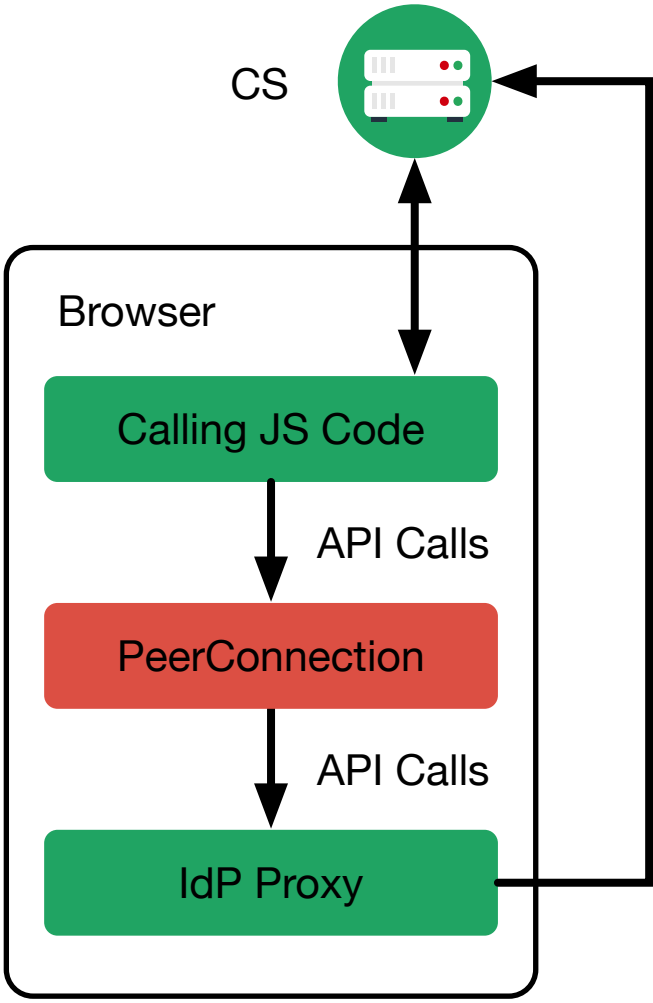 CS
Browser
Calling JS Code
API Calls
PeerConnection
API Calls
IdP Proxy